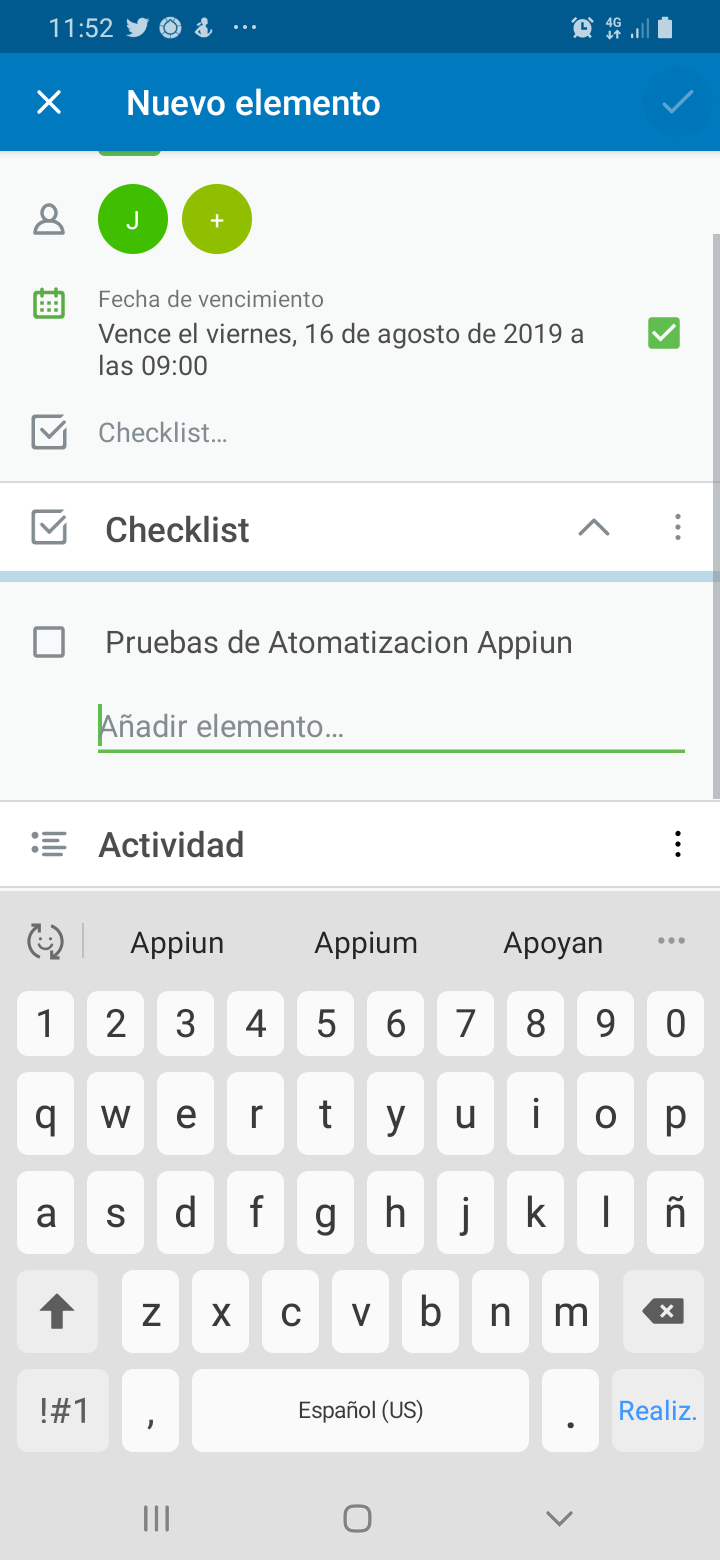 11:52
4G
Nuevo elemento
J
+
Fecha de vencimiento
Vence el viernes, 16 de agosto de 2019 a
las 09:00
Checklist…
Checklist
Pruebas de Atomatizacion Appiun
Añadir elemento…
Actividad
Appiun Appium Apoyan
1 2 3 4 5 6 7 8 9 0
q w e r t y u i o p
a s d f g h j k l ñ
z x c v b n m
!#1 , Español (US) . Realiz.